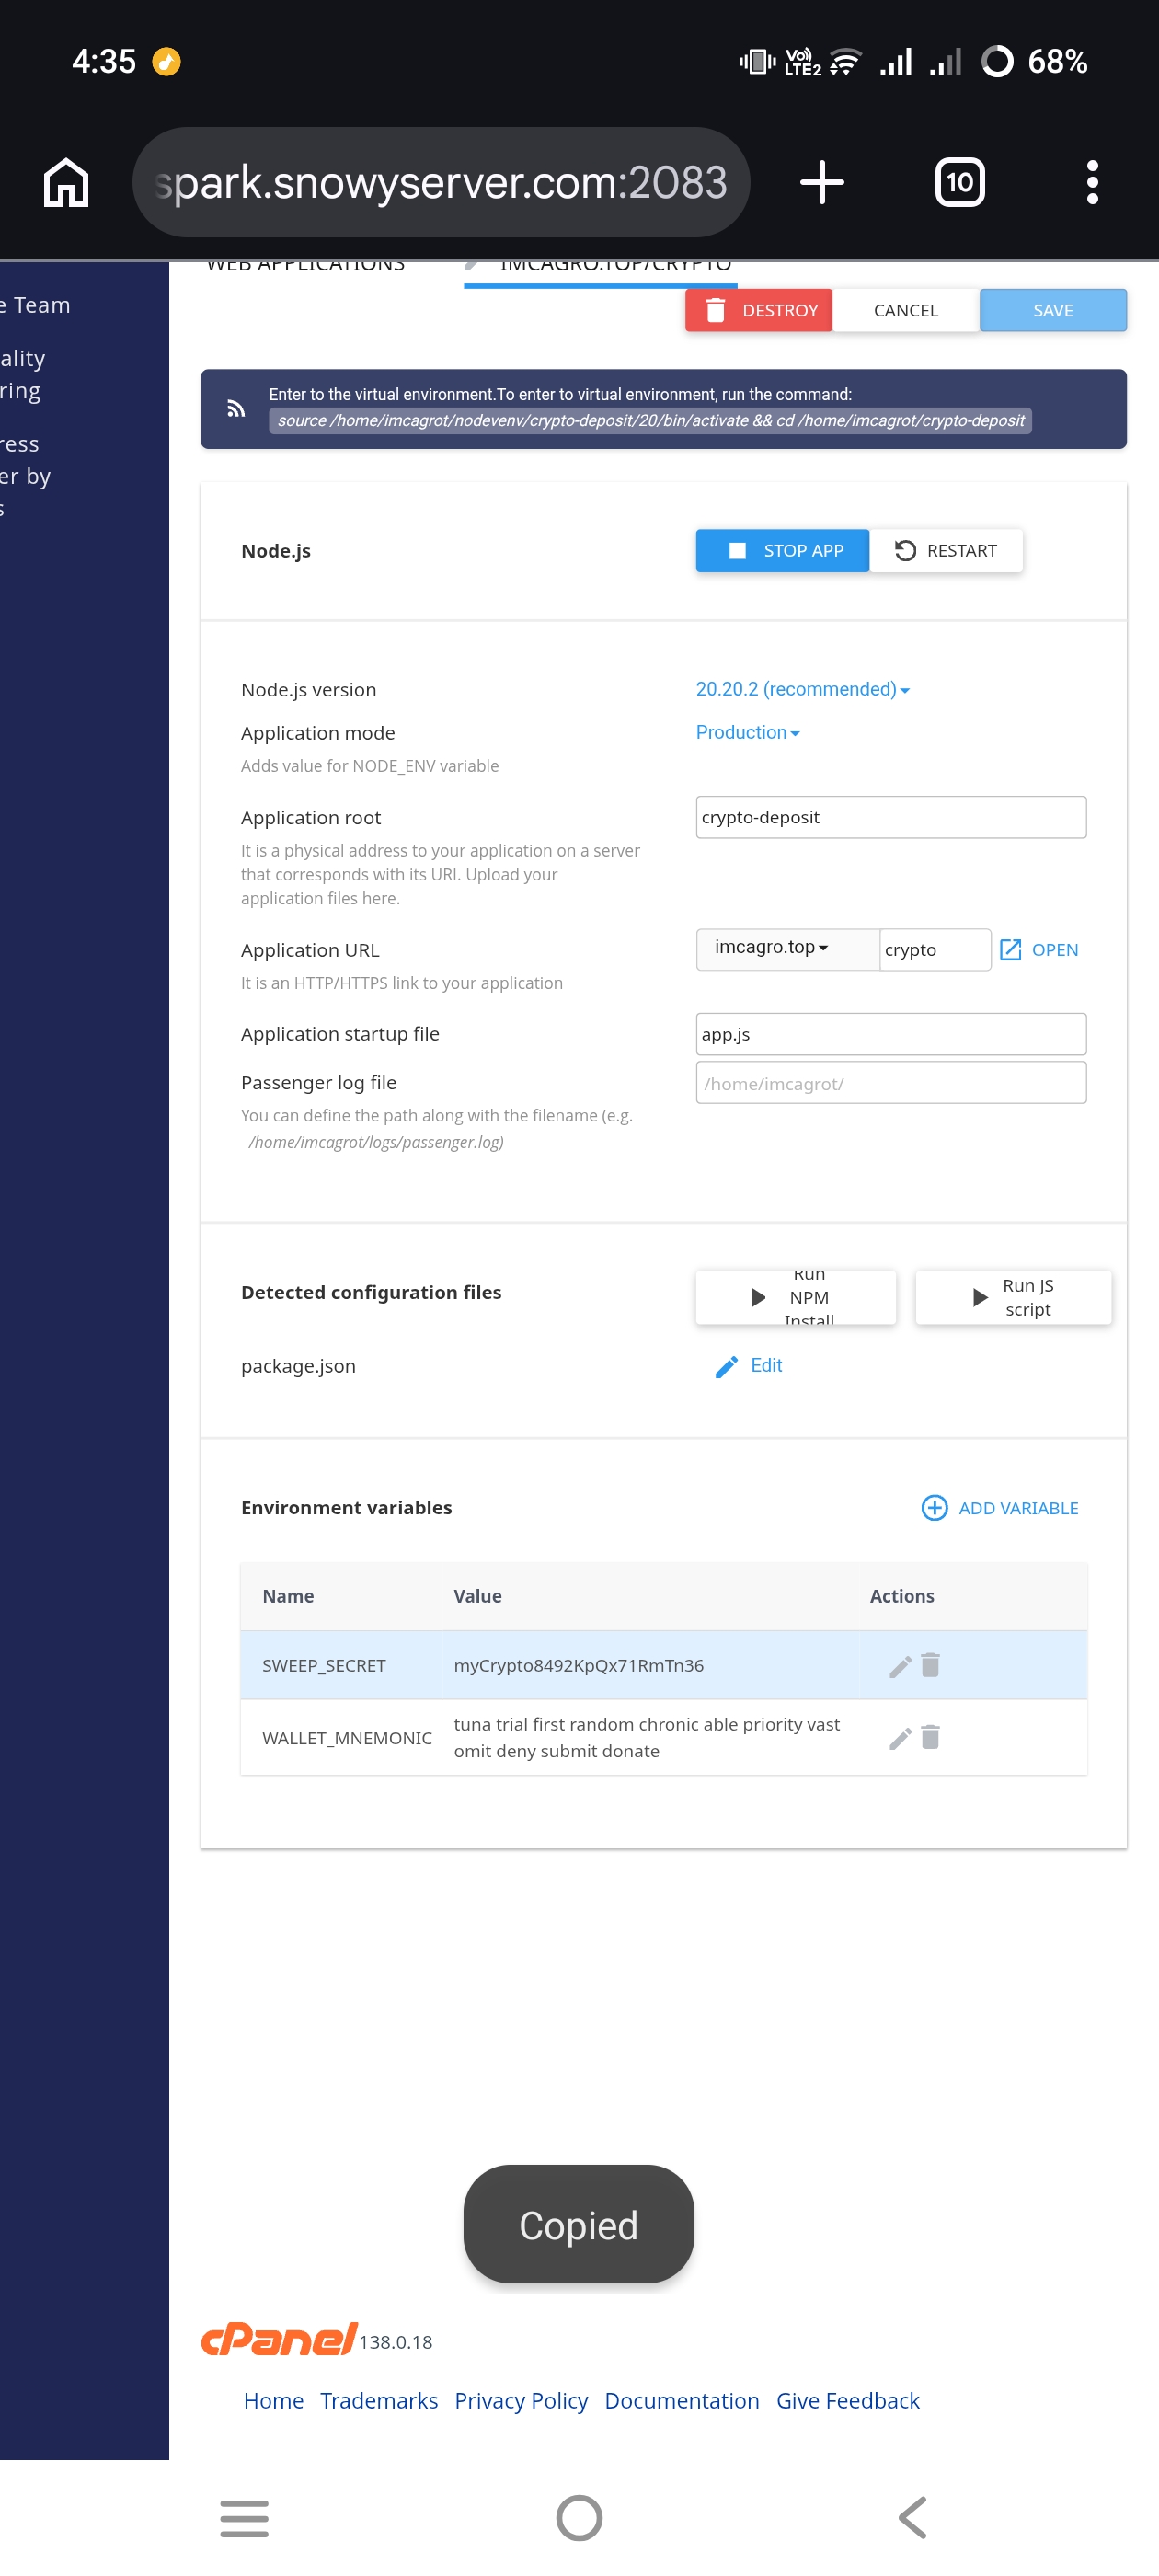 4:35
VoJ)
LTE2
68%
spark.snowyserver.com:2083
10
WEB APPLICATIONS
IMCAGRO.TOP/CRYPTO
e Team
DESTROY
CANCEL
SAVE
ality
ring
Enter to the virtual environment.To enter to virtual environment, run the command:
source /home/imcagrot/nodevenv/crypto-deposit/20/bin/activate && cd /home/imcagrot/crypto-deposit
ress
er by
s
Node.js
STOP APP
RESTART
Node.js version
20.20.2 (recommended)
Application mode
Production
Adds value for NODE_ENV variable
Application root
crypto-deposit
It is a physical address to your application on a server
that corresponds with its URI. Upload your
application files here.
Application URL
imcagro.top
crypto
OPEN
It is an HTTP/HTTPS link to your application
Application startup file
app.js
Passenger log file
/home/imcagrot/
You can define the path along with the filename (e.g.
/home/imcagrot/logs/passenger.log)
Detected configuration files
Run
NPM
Install
Run JS
script
package.json
Edit
Environment variables
ADD VARIABLE
Name Value Actions
SWEEP_SECRET myCrypto8492KpQx71RmTn36
WALLET_MNEMONIC tuna trial first random chronic able priority vast
omit deny submit donate
Copied
cPanel 138.0.18
Home Trademarks Privacy Policy Documentation Give Feedback